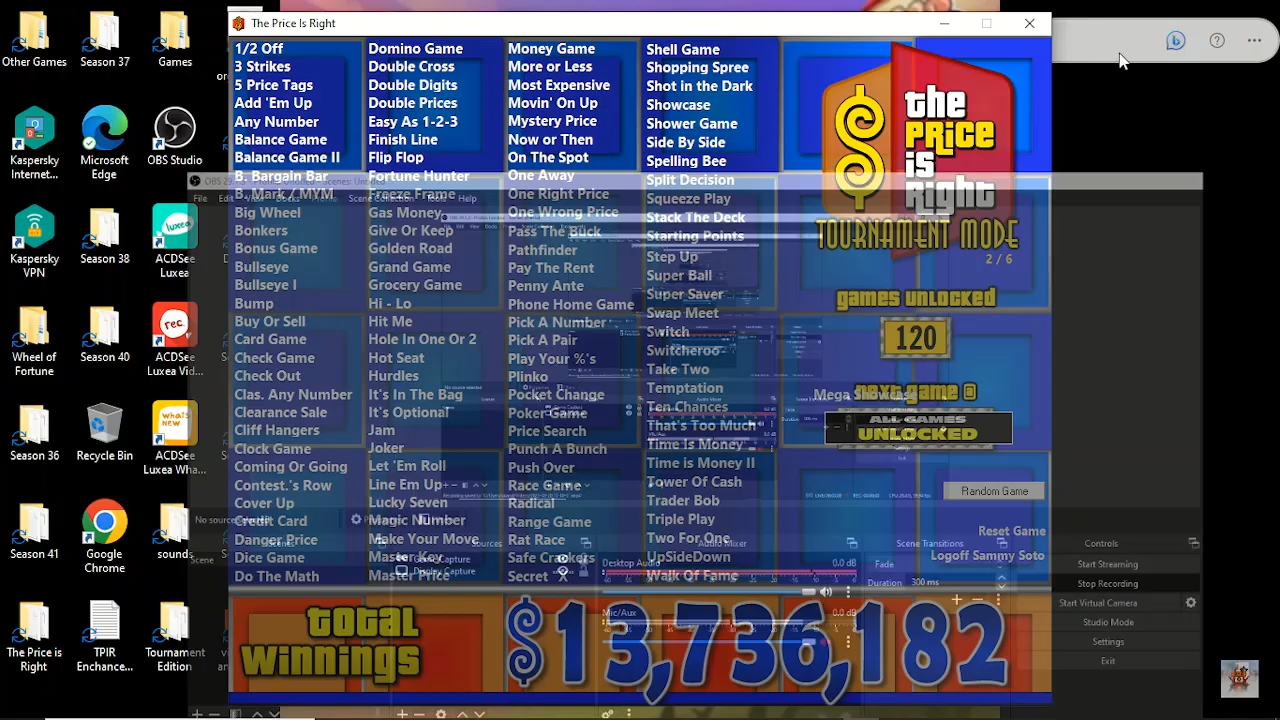 The Price Is Right
1/2 Off
3 Strikes
5 Price Tags
Add 'Em Up
Any Number
Balance Game
Balance Game II
B. Bargain Bar
B. Mark. MYM
Big Wheel
Bonkers
Bonus Game
Bullseye
Bullseye I
Bump
Buy Or Sell
Card Game
Check Game
Check Out
Clas. Any Number
Clearance Sale
Cliff Hangers
Clock Game
Coming Or Going
Contest.'s Row
Cover Up
Credit Card
Danger Price
Dice Game
Do The Math
Domino Game
Double Cross
Double Digits
Double Prices
Easy As 1-2-3
Finish Line
Flip Flop
Fortune Hunter
Freeze Frame
Gas Money
Give Or Keep
Golden Road
Grand Game
Grocery Game
Hi - Lo
Hit Me
Hole In One Or 2
Hot Seat
Hurdles
It's In The Bag
It's Optional
Jam
Joker
Let 'Em Roll
Line Em Up
Lucky Seven
Magic Number
Make Your Move
Master Key
Money Game
More or Less
Most Expensive
Movin' On Up
Mystery Price
Now or Then
On The Spot
One Away
One Right Price
One Wrong Price
Pass The Buck
Pathfinder
Pay The Rent
Penny Ante
Phone Home Game
Pick A Number
Pick A Pair
Play Your %'s
Plinko
Pocket Change
Poker Game
Price Search
Punch A Bunch
Push Over
Race Game
Radical
Range Game
Rat Race
Safe Crackers
Shell Game
Shopping Spree
Shot in the Dark
Showcase
Shower Game
Side By Side
Spelling Bee
Split Decision
Squeeze Play
Stack The Deck
Starting Points
Step Up
Super Ball
Super Saver
Swap Meet
Switch
Switcheroo
Take Two
Temptation
Ten Chances
That's Too Much
Time Is Money
Time is Money II
Tower Of Cash
Trader Bob
Triple Play
Two For One
UpSideDown
Walk Of Fame
the
PRICE
is
Right
TOURNAMENT MODE
2 / 6
games unlocked
120
next game @
ALL GAMES
UNLOCKED
Random Game
Reset Game
Logoff Sammy Soto
total
winnings
$13,736,182
Other Games
Season 37
Games
Kaspersky
Internet...
Microsoft
Edge
OBS Studio
Kaspersky
VPN
Season 38
ACDSee
Luxea
Wheel of
Fortune
Season 40
ACDSee
Luxea Vid...
Season 36
Recycle Bin
ACDSee
Luxea Wha...
Season 41
Google
Chrome
sounds
The Price is
Right
TPIR
Enchance...
Tournament
Edition
File
Edit
Help
Scene
Sources
Audio Mixer
Desktop Audio
0.0 dB
Mic/Aux
0.0 dB
Scene Transitions
Fade
Duration
300 ms
Controls
Start Streaming
Stop Recording
Start Virtual Camera
Studio Mode
Settings
Exit